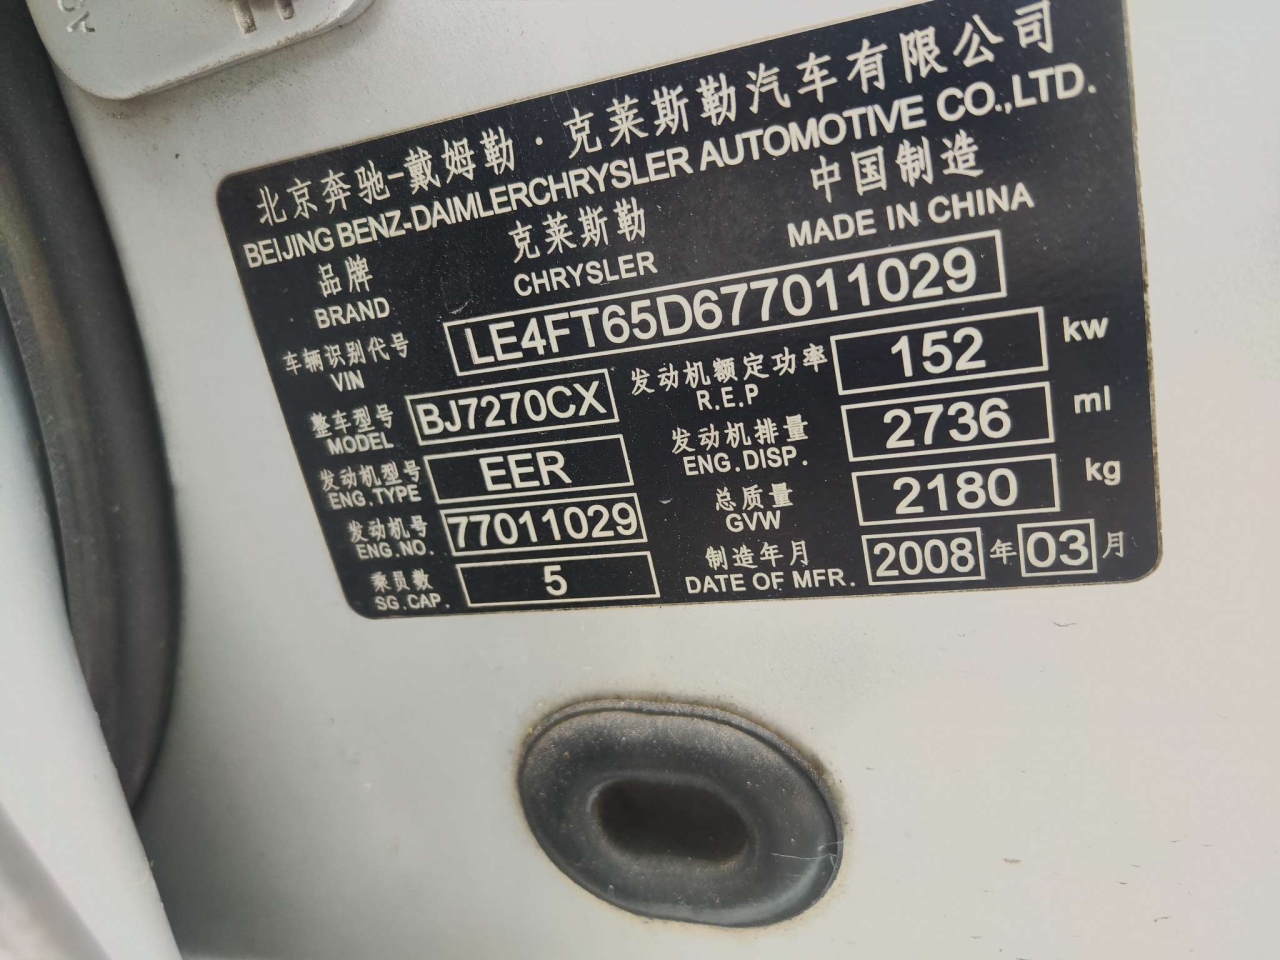 北京奔驰-戴姆勒·克莱斯勒汽车有限公司
BEIJING BENZ-DAIMLERCHRYSLER AUTOMOTIVE CO.,LTD.
品牌 克莱斯勒 中国制造
BRAND CHRYSLER MADE IN CHINA
车辆识别代号
VIN LE4FT65D677011029
整车型号 发动机额定功率
MODEL BJ7270CX R.E.P 152 kw
发动机型号 发动机排量
ENG.TYPE EER ENG.DISP. 2736 ml
发动机号 总质量
ENG.NO. 77011029 GVW 2180 kg
乘员数 制造年月
SG.CAP. 5 DATE OF MFR. 2008 年 03 月